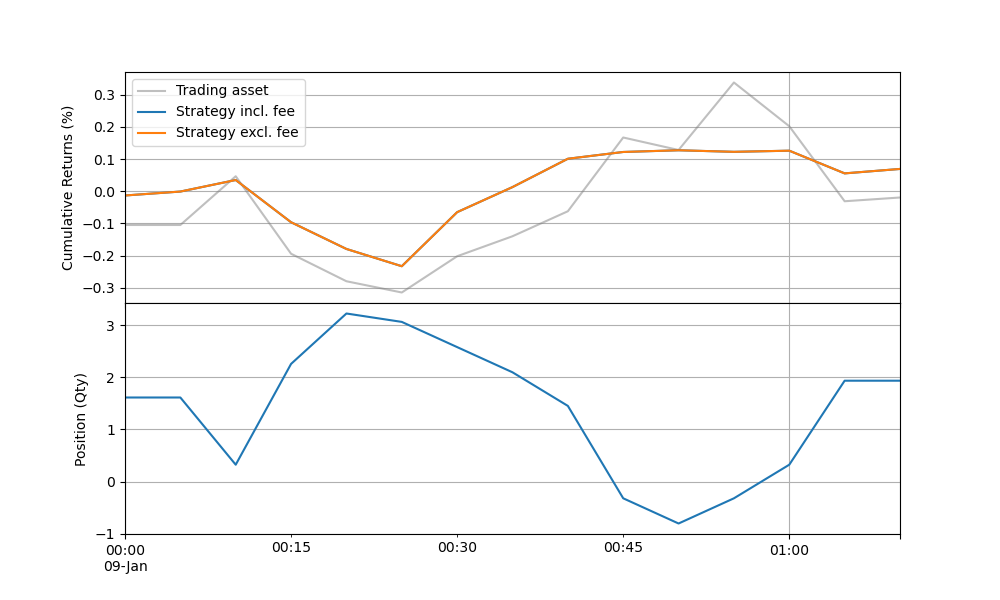 Cumulative Returns (%)
0.3
0.2
0.1
0.0
−0.1
−0.2
−0.3
Trading asset
Strategy incl. fee
Strategy excl. fee
Position (Qty)
3
2
1
0
−1
00:00
09-Jan
00:15
00:30
00:45
01:00